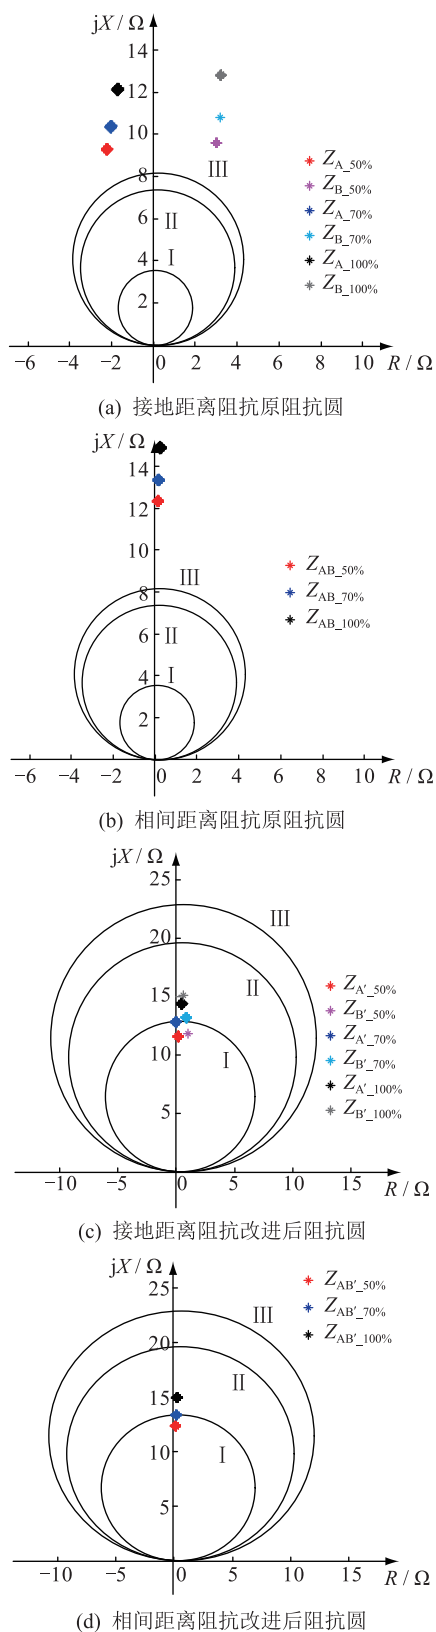 jX / Ω
14
12
10
8
6
4
2
III
II
I
Z_A_50%
Z_B_50%
Z_A_70%
Z_B_70%
Z_A_100%
Z_B_100%
−6 −4 −2 0 2 4 6 8 10 R / Ω
(a) 接地距离阻抗原阻抗圆
jX / Ω
14
12
10
8
6
4
2
III
II
I
Z_AB_50%
Z_AB_70%
Z_AB_100%
−6 −4 −2 0 2 4 6 8 10
R / Ω
(b) 相间距离阻抗原阻抗圆
jX / Ω
25
20
15
10
5
III
II
I
Z_A′_50%
Z_B′_50%
Z_A′_70%
Z_B′_70%
Z_A′_100%
Z_B′_100%
−10 −5 0 5 10 15
R / Ω
(c) 接地距离阻抗改进后阻抗圆
jX / Ω
25
20
15
10
5
III
II
I
Z_AB′_50%
Z_AB′_70%
Z_AB′_100%
−10 −5 0 5 10 15
R / Ω
(d) 相间距离阻抗改进后阻抗圆